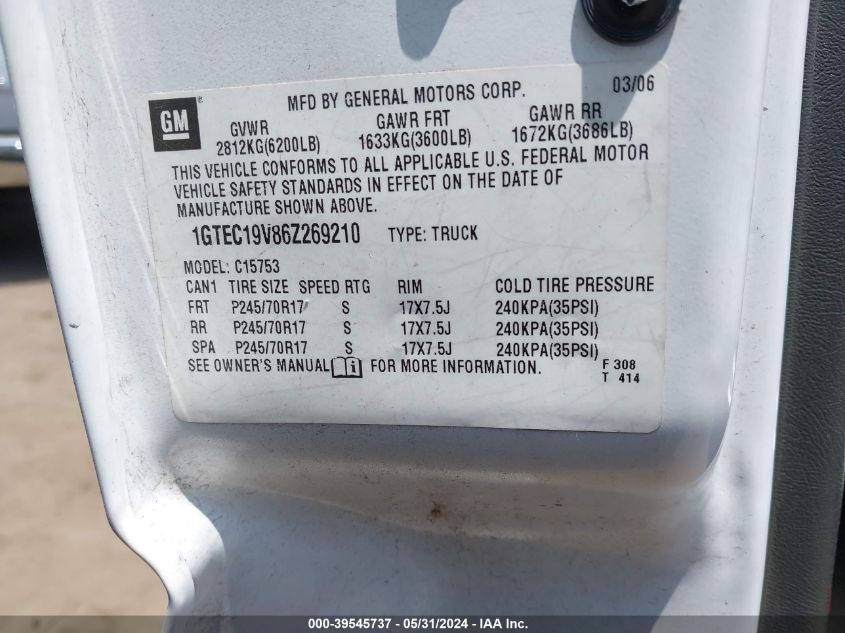 MFD BY GENERAL MOTORS CORP. 03/06
GM®
GVWR GAWR FRT GAWR RR
2812KG(6200LB) 1633KG(3600LB) 1672KG(3686LB)
THIS VEHICLE CONFORMS TO ALL APPLICABLE U.S. FEDERAL MOTOR
VEHICLE SAFETY STANDARDS IN EFFECT ON THE DATE OF
MANUFACTURE SHOWN ABOVE.
1GTEC19V86Z269210 TYPE: TRUCK
MODEL: C15753
CAN1 TIRE SIZE SPEED RTG RIM COLD TIRE PRESSURE
FRT P245/70R17 S 17X7.5J 240KPA(35PSI)
RR P245/70R17 S 17X7.5J 240KPA(35PSI)
SPA P245/70R17 S 17X7.5J 240KPA(35PSI)
SEE OWNER'S MANUAL i FOR MORE INFORMATION. F 308
T 414
000-39545737 - 05/31/2024 - IAA Inc.